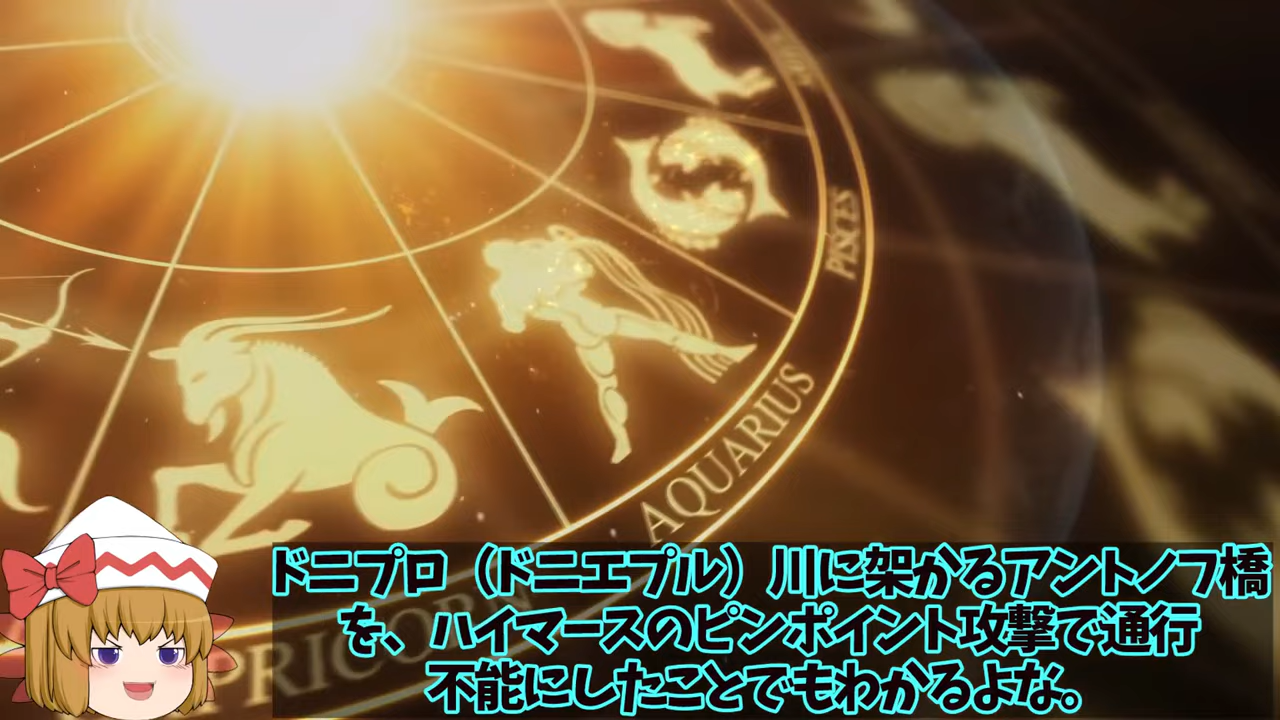 PISCES
AQUARIUS
PRICORN
ドニプロ（ドニエプル）川に架かるアントノフ橋
を、ハイマースのピンポイント攻撃で通行
不能にしたことでもわかるよな。